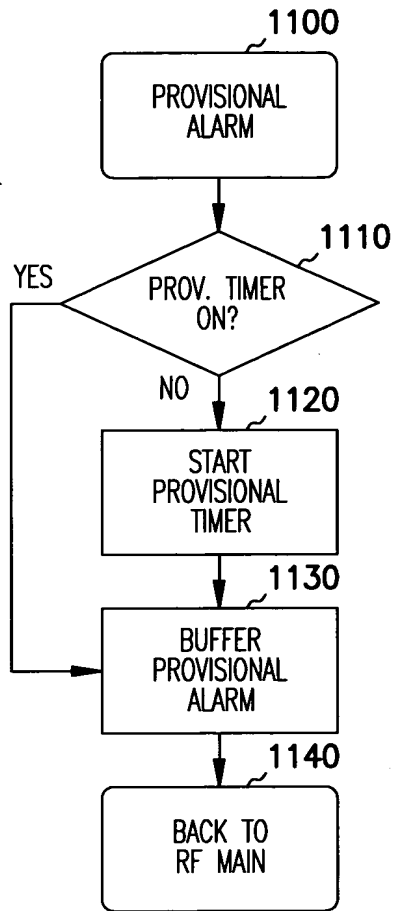 1100
PROVISIONAL
ALARM
1110
YES
PROV. TIMER
ON?
NO
1120
START
PROVISIONAL
TIMER
1130
BUFFER
PROVISIONAL
ALARM
1140
BACK TO
RF MAIN